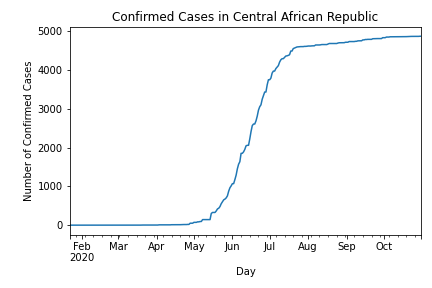 Confirmed Cases in Central African Republic
Number of Confirmed Cases
5000
4000
3000
2000
1000
0
Feb Mar Apr May Jun Jul Aug Sep Oct
2020
Day